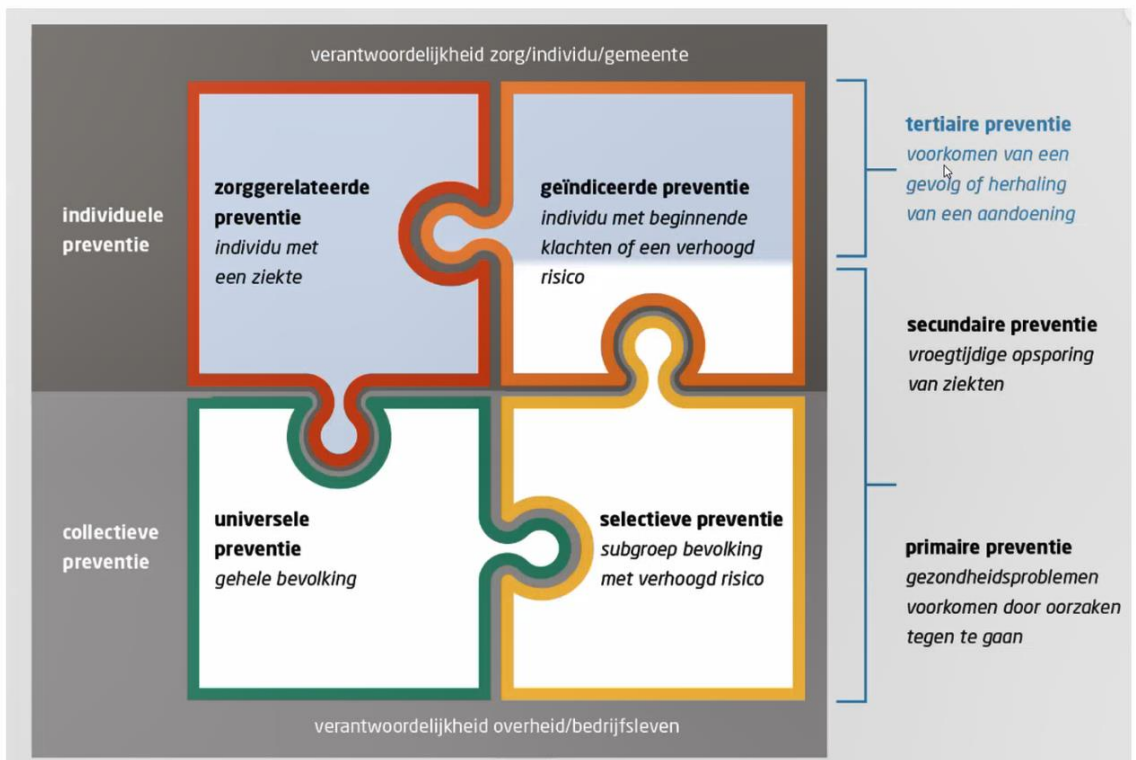 verantwoordelijkheid zorg/individu/gemeente
individuele
preventie
zorggerelateerde
preventie
individu met
een ziekte
geïndiceerde preventie
individu met beginnende
klachten of een verhoogd
risico
tertiaire preventie
voorkomen van een
gevolg of herhaling
van een aandoening
secundaire preventie
vroegtijdige opsporing
van ziekten
collectieve
preventie
universele
preventie
gehele bevolking
selectieve preventie
subgroep bevolking
met verhoogd risico
primaire preventie
gezondheidsproblemen
voorkomen door oorzaken
tegen te gaan
verantwoordelijkheid overheid/bedrijfsleven